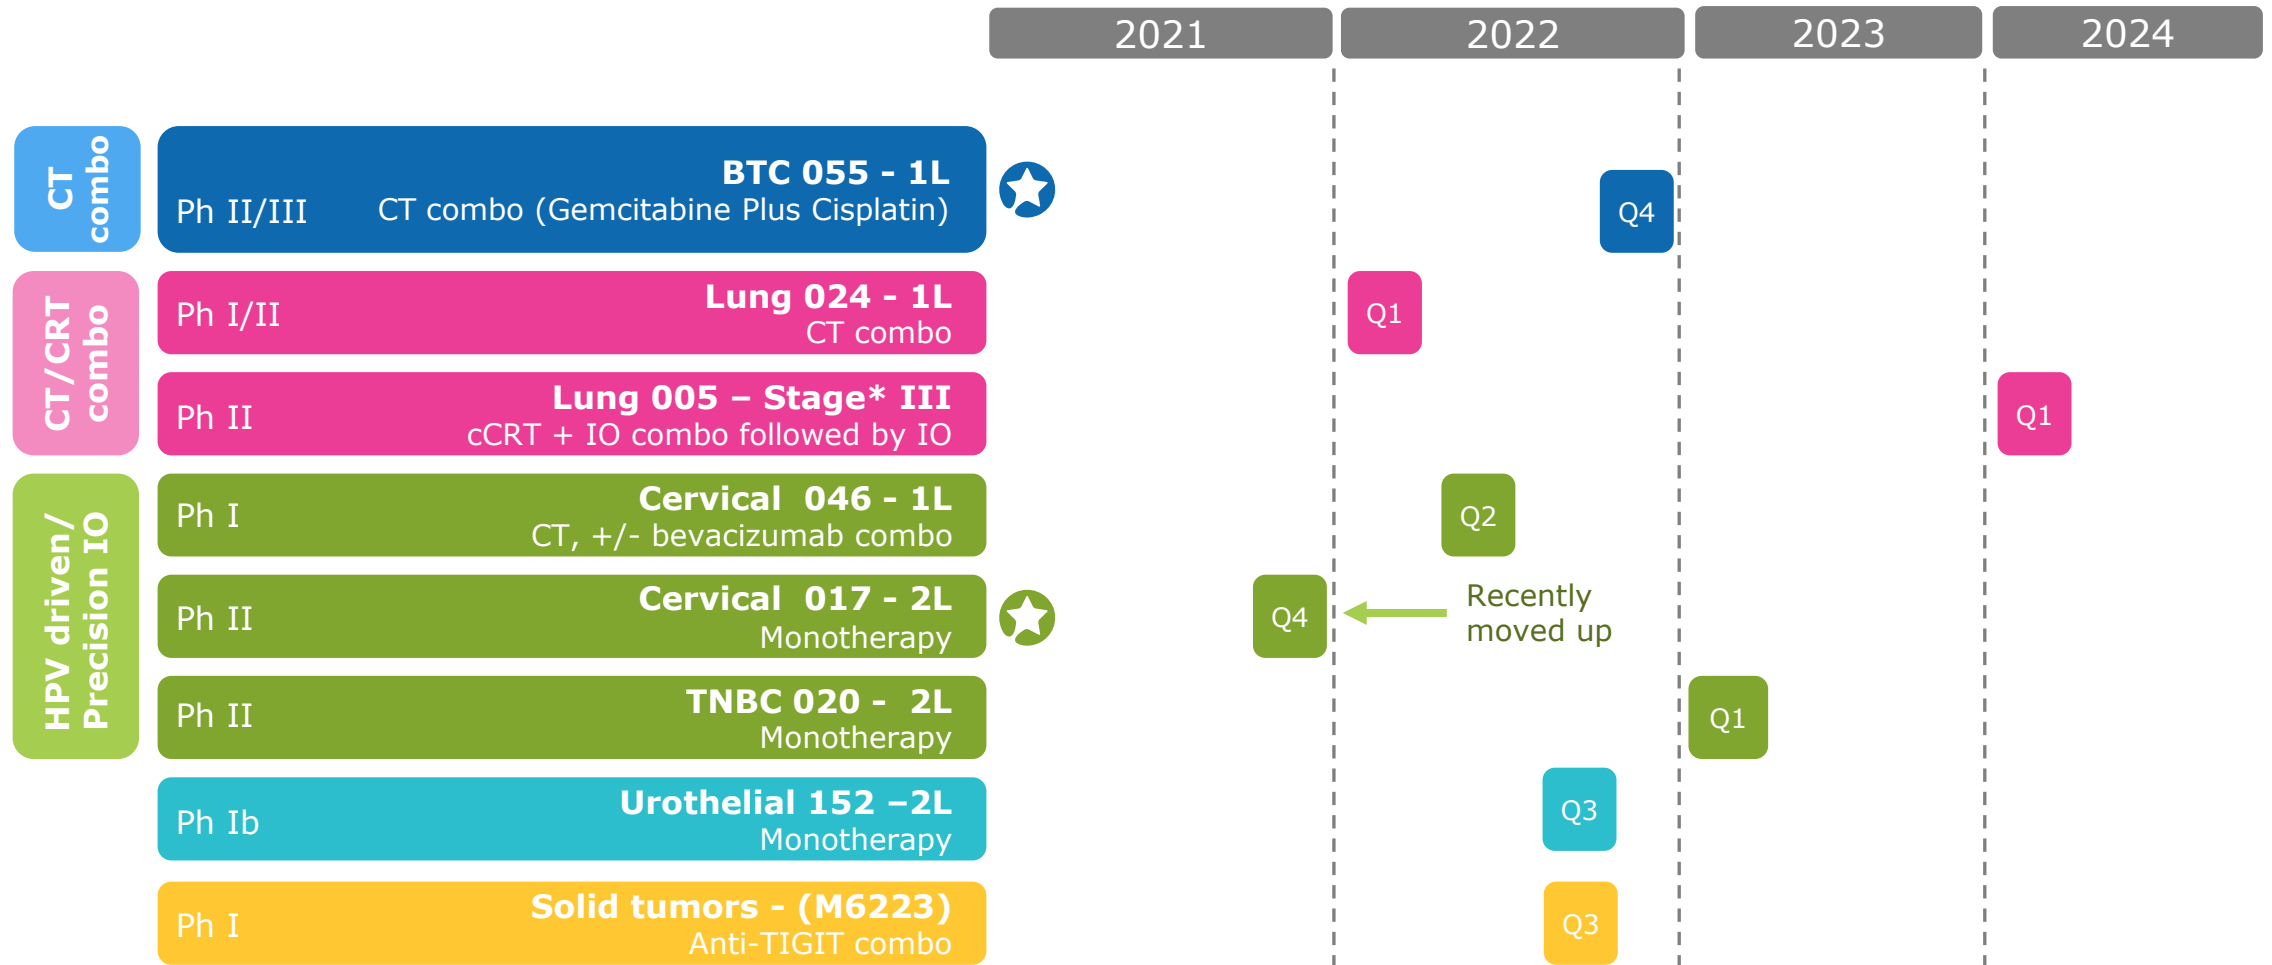 2021 2022 2023 2024
CT
combo
Ph II/III
BTC 055 - 1L
CT combo (Gemcitabine Plus Cisplatin)
Q4
CT/CRT
combo
Ph I/II
Lung 024 - 1L
CT combo
Q1
Ph II
Lung 005 – Stage* III
cCRT + IO combo followed by IO
Q1
HPV driven/
Precision IO
Ph I
Cervical 046 - 1L
CT, +/- bevacizumab combo
Q2
Ph II
Cervical 017 - 2L
Monotherapy
Q4
Recently
moved up
Ph II
TNBC 020 - 2L
Monotherapy
Q1
Ph Ib
Urothelial 152 –2L
Monotherapy
Q3
Ph I
Solid tumors - (M6223)
Anti-TIGIT combo
Q3